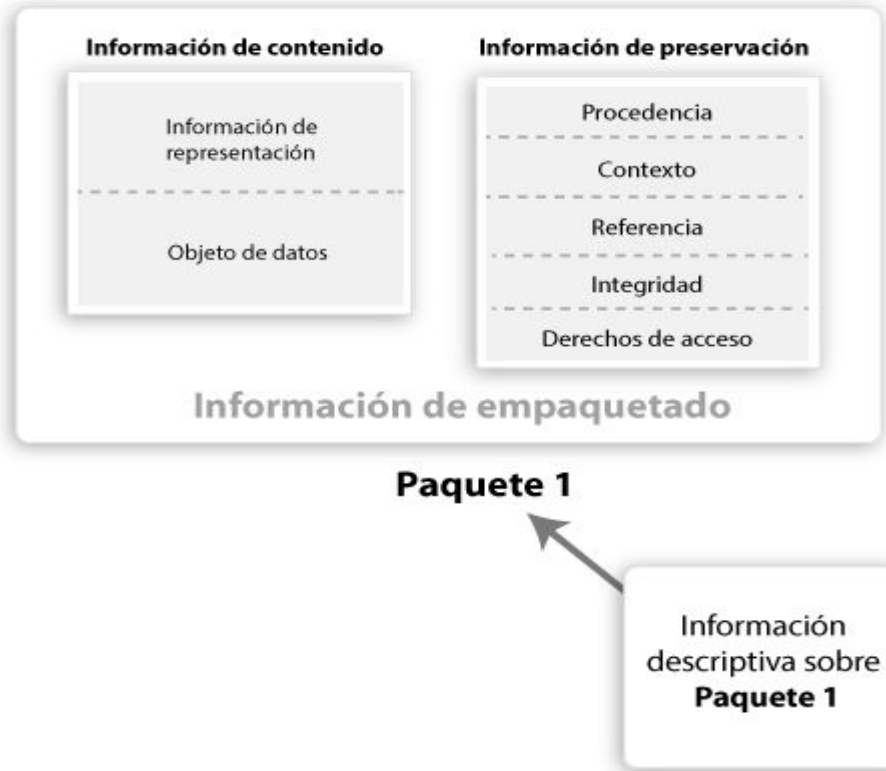 Información de contenido
Información de
representación
Objeto de datos
Información de preservación
Procedencia
Contexto
Referencia
Integridad
Derechos de acceso
Información de empaquetado
Paquete 1
Información
descriptiva sobre
Paquete 1